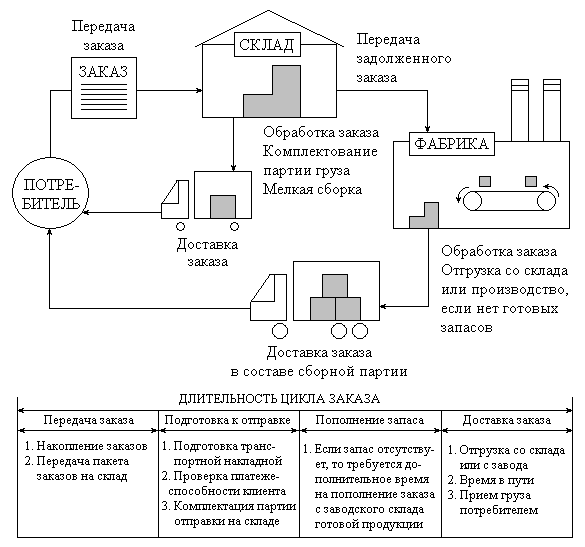 Передача
заказа
ЗАКАЗ
СКЛАД
Передача
задолженного
заказа
ФАБРИКА
Обработка заказа
Комплектование
партии груза
Мелкая сборка
ПОТРЕ-
БИТЕЛЬ
Доставка
заказа
Обработка заказа
Отгрузка со склада
или производство,
если нет готовых
запасов
Доставка заказа
в составе сборной партии
ДЛИТЕЛЬНОСТЬ ЦИКЛА ЗАКАЗА
Передача заказа
1. Накопление заказов
2. Передача пакета
заказов на склад
Подготовка к отправке
1. Подготовка транс-
портной накладной
2. Проверка платеже-
способности клиента
3. Комплектация партии
отправки на складе
Пополнение запаса
1. Если запас отсутству-
ет, то требуется до-
полнительное время
на пополнение заказа
с заводского склада
готовой продукции
Доставка заказа
1. Отгрузка со склада
или с завода
2. Время в пути
3. Прием груза
потребителем